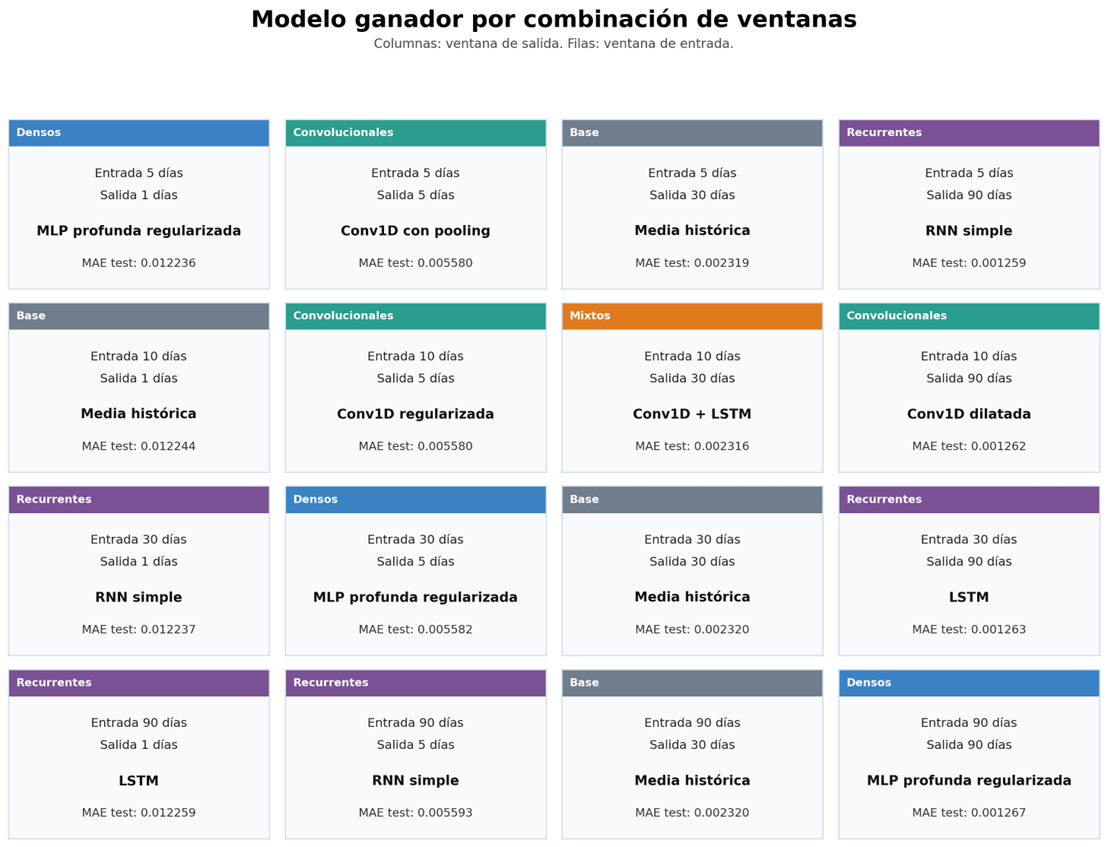 Modelo ganador por combinación de ventanas
Columnas: ventana de salida. Filas: ventana de entrada.
Densos
Entrada 5 días
Salida 1 días
MLP profunda regularizada
MAE test: 0.012236
Convolucionales
Entrada 5 días
Salida 5 días
Conv1D con pooling
MAE test: 0.005580
Base
Entrada 5 días
Salida 30 días
Media histórica
MAE test: 0.002319
Recurrentes
Entrada 5 días
Salida 90 días
RNN simple
MAE test: 0.001259
Base
Entrada 10 días
Salida 1 días
Media histórica
MAE test: 0.012244
Convolucionales
Entrada 10 días
Salida 5 días
Conv1D regularizada
MAE test: 0.005580
Mixtos
Entrada 10 días
Salida 30 días
Conv1D + LSTM
MAE test: 0.002316
Convolucionales
Entrada 10 días
Salida 90 días
Conv1D dilatada
MAE test: 0.001262
Recurrentes
Entrada 30 días
Salida 1 días
RNN simple
MAE test: 0.012237
Densos
Entrada 30 días
Salida 5 días
MLP profunda regularizada
MAE test: 0.005582
Base
Entrada 30 días
Salida 30 días
Media histórica
MAE test: 0.002320
Recurrentes
Entrada 30 días
Salida 90 días
LSTM
MAE test: 0.001263
Recurrentes
Entrada 90 días
Salida 1 días
LSTM
MAE test: 0.012259
Recurrentes
Entrada 90 días
Salida 5 días
RNN simple
MAE test: 0.005593
Base
Entrada 90 días
Salida 30 días
Media histórica
MAE test: 0.002320
Densos
Entrada 90 días
Salida 90 días
MLP profunda regularizada
MAE test: 0.001267